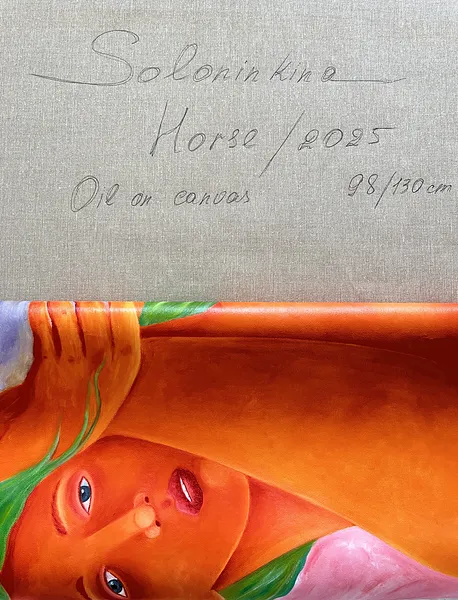 Soloninkina
Horse / 2025
Oil on canvas 98/130 cm